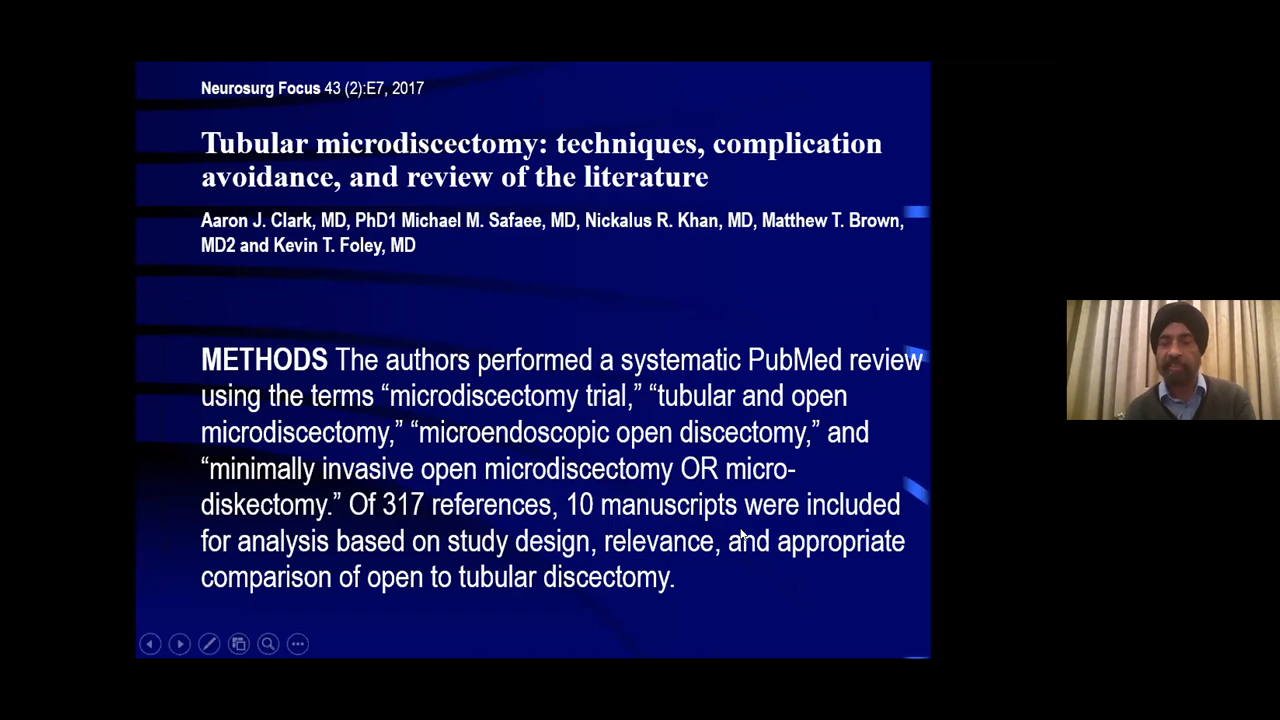 Neurosurg Focus 43 (2):E7, 2017
Tubular microdiscectomy: techniques, complication
avoidance, and review of the literature
Aaron J. Clark, MD, PhD1 Michael M. Safaee, MD, Nickalus R. Khan, MD, Matthew T. Brown,
MD2 and Kevin T. Foley, MD
METHODS The authors performed a systematic PubMed review
using the terms “microdiscectomy trial,” “tubular and open
microdiscectomy,” “microendoscopic open discectomy,” and
“minimally invasive open microdiscectomy OR micro-
diskectomy.” Of 317 references, 10 manuscripts were included
for analysis based on study design, relevance, and appropriate
comparison of open to tubular discectomy.